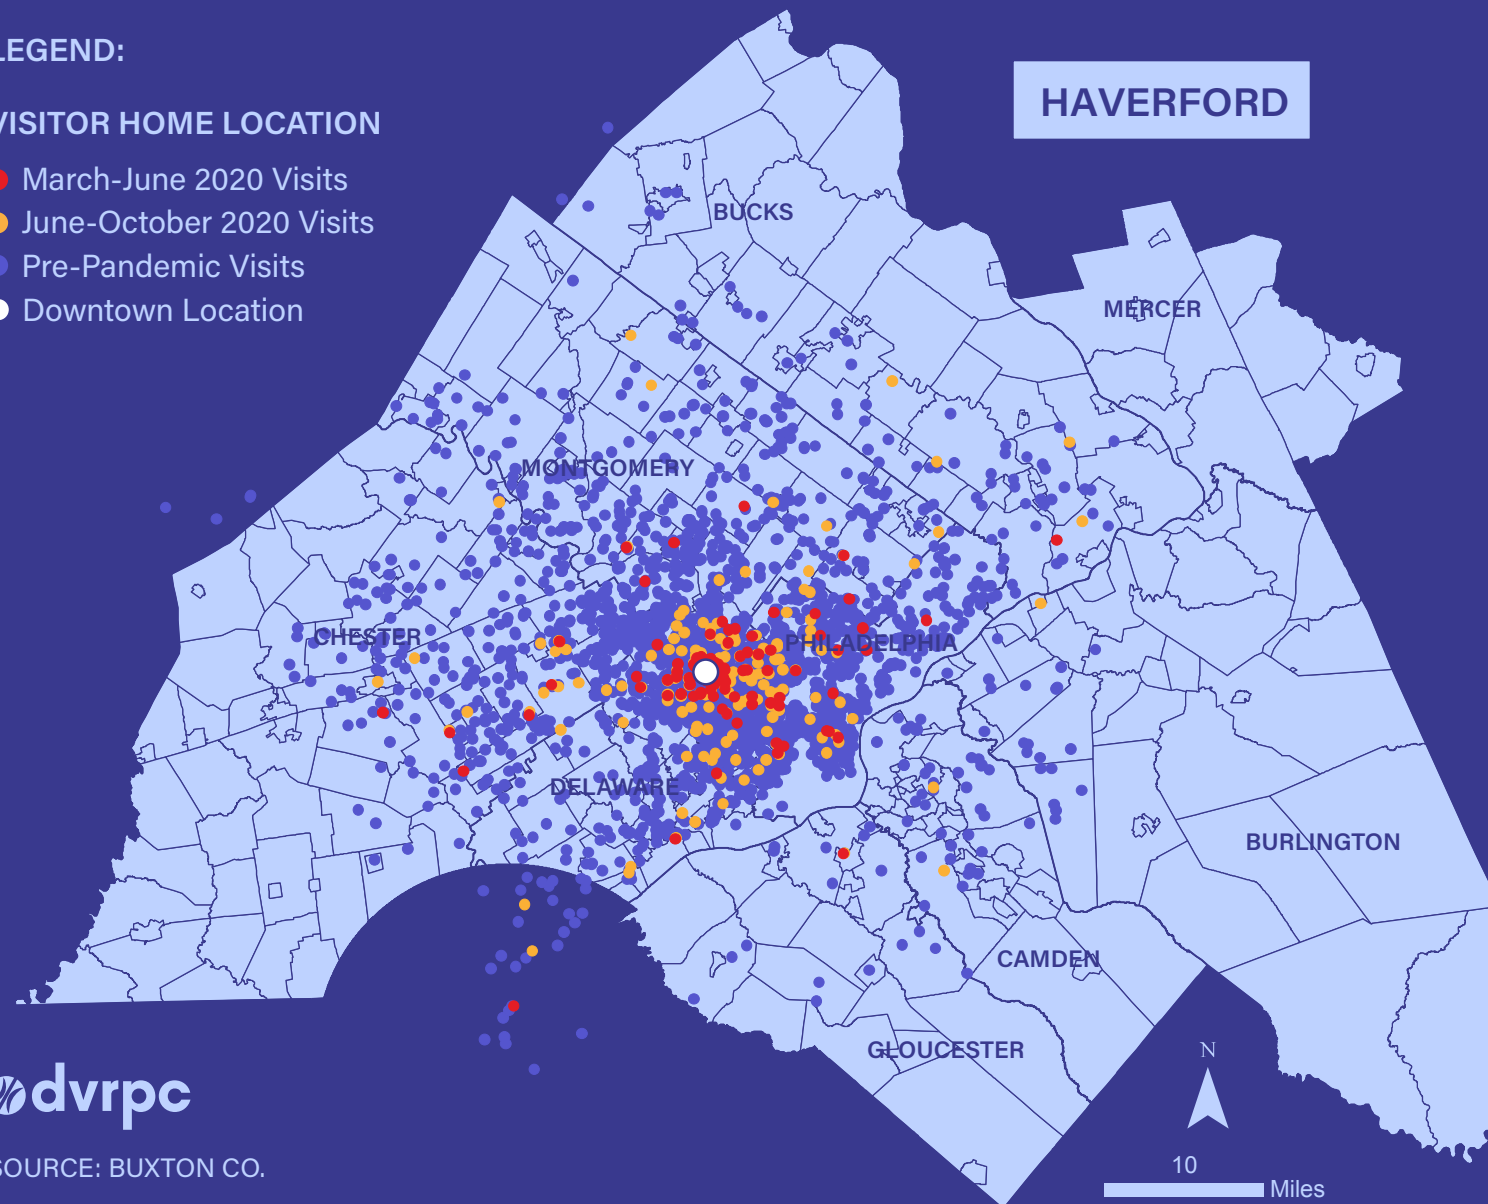 LEGEND:
VISITOR HOME LOCATION
March-June 2020 Visits
June-October 2020 Visits
Pre-Pandemic Visits
Downtown Location
HAVERFORD
BUCKS
MERCER
MONTGOMERY
CHESTER
PHILADELPHIA
DELAWARE
BURLINGTON
CAMDEN
GLOUCESTER
N
10
Miles
dvrpc
SOURCE: BUXTON CO.